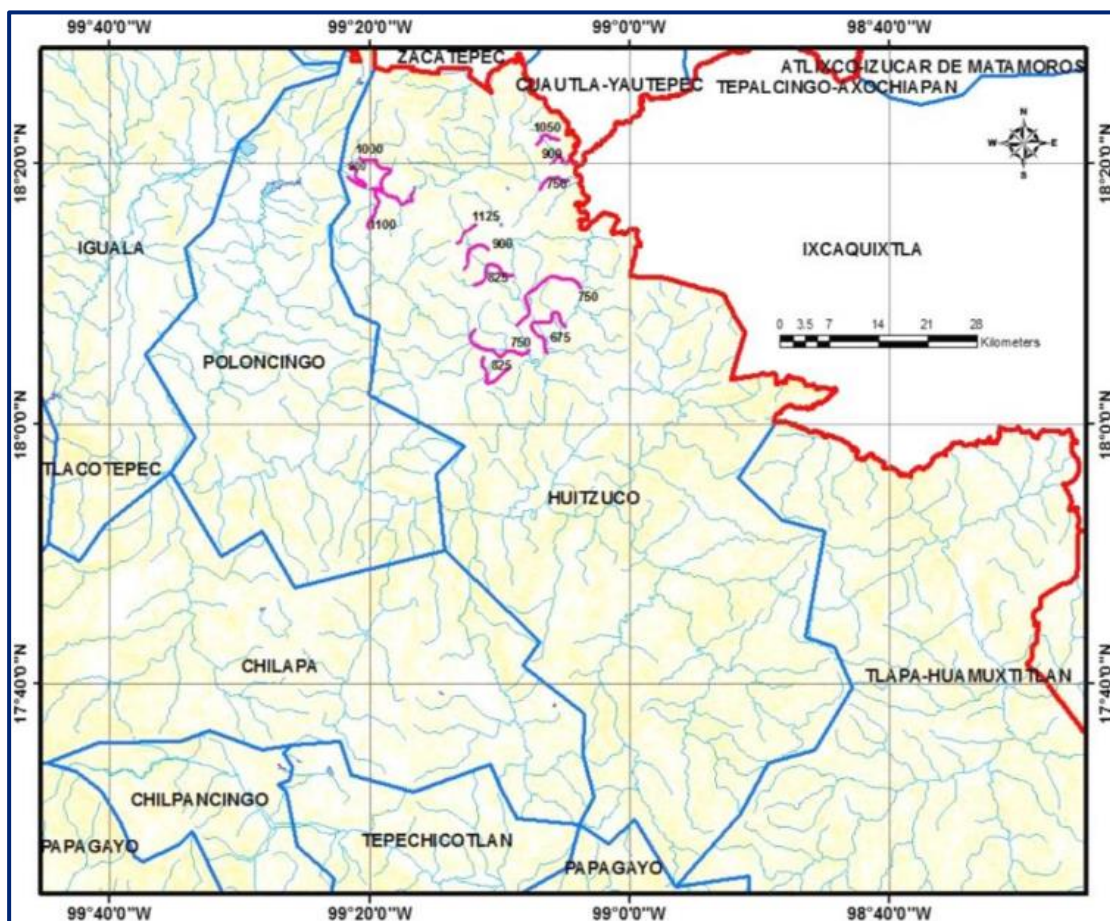 99°40'0"W
99°20'0"W
99°0'0"W
98°40'0"W
ZACATEPEC
ATLIXCO-IZUCAR DE MATAMOROS
CUAUTLA-YAUTEPEC
TEPALCINGO-AXOCHIAPAN
N
W E
S
18°20'0"N
18°20'0"N
1050
1000
900
750
1100
1125
900
825
750
IGUALA
IXCAQUIXTLA
0 3.5 7 14 21 28
Kilometers
750
675
825
POLONCINGO
18°0'0"N
18°0'0"N
TLACOTEPEC
HUITZUCO
CHILAPA
TLAPA-HUAMUXTITLAN
17°40'0"N
17°40'0"N
CHILPANCINGO
TEPECHICOTLAN
PAPAGAYO
PAPAGAYO
99°40'0"W
99°20'0"W
99°0'0"W
98°40'0"W